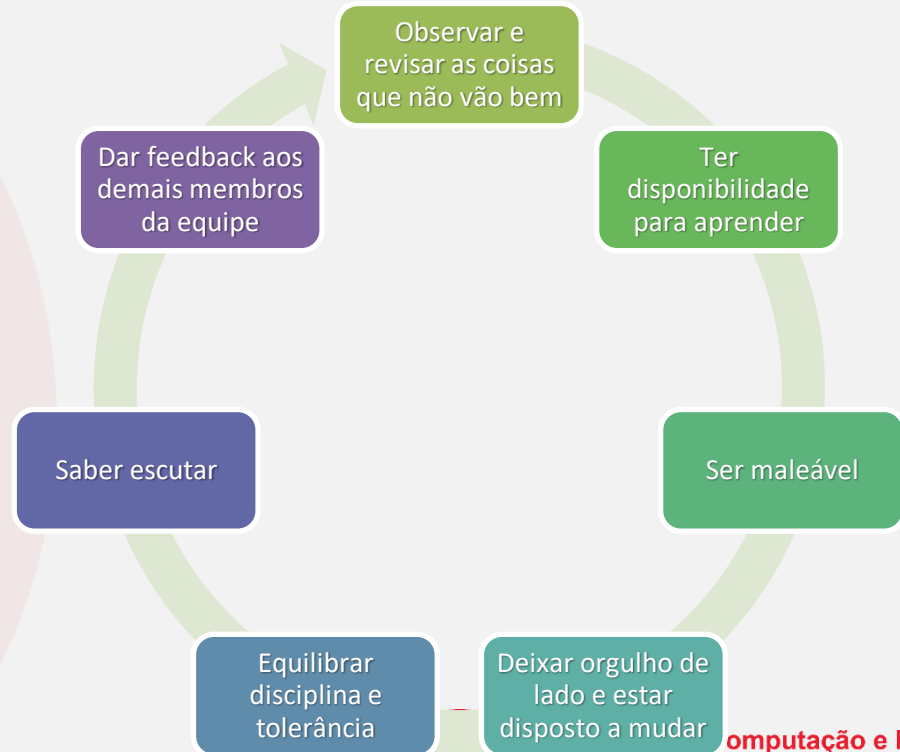 Observar e
revisar as coisas
que não vão bem
Ter
disponibilidade
para aprender
Ser maleável
Deixar orgulho de
lado e estar
disposto a mudar
Equilibrar
disciplina e
tolerância
Saber escutar
Dar feedback aos
demais membros
da equipe
omputação e